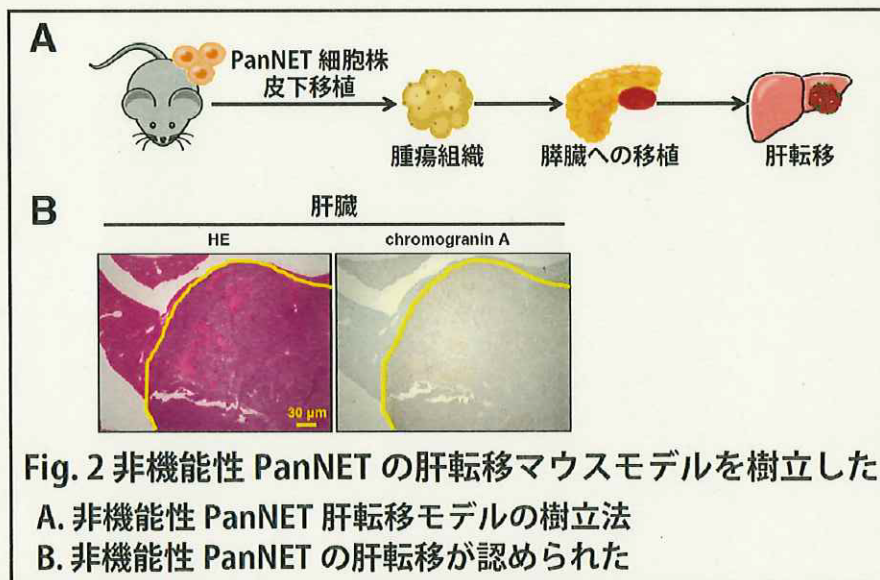 A
PanNET 細胞株
皮下移植
腫瘍組織
膵臓への移植
肝転移
B
肝臓
HE
chromogranin A
30 μm
Fig. 2 非機能性 PanNET の肝転移マウスモデルを樹立した
A. 非機能性 PanNET 肝転移モデルの樹立法
B. 非機能性 PanNET の肝転移が認められた